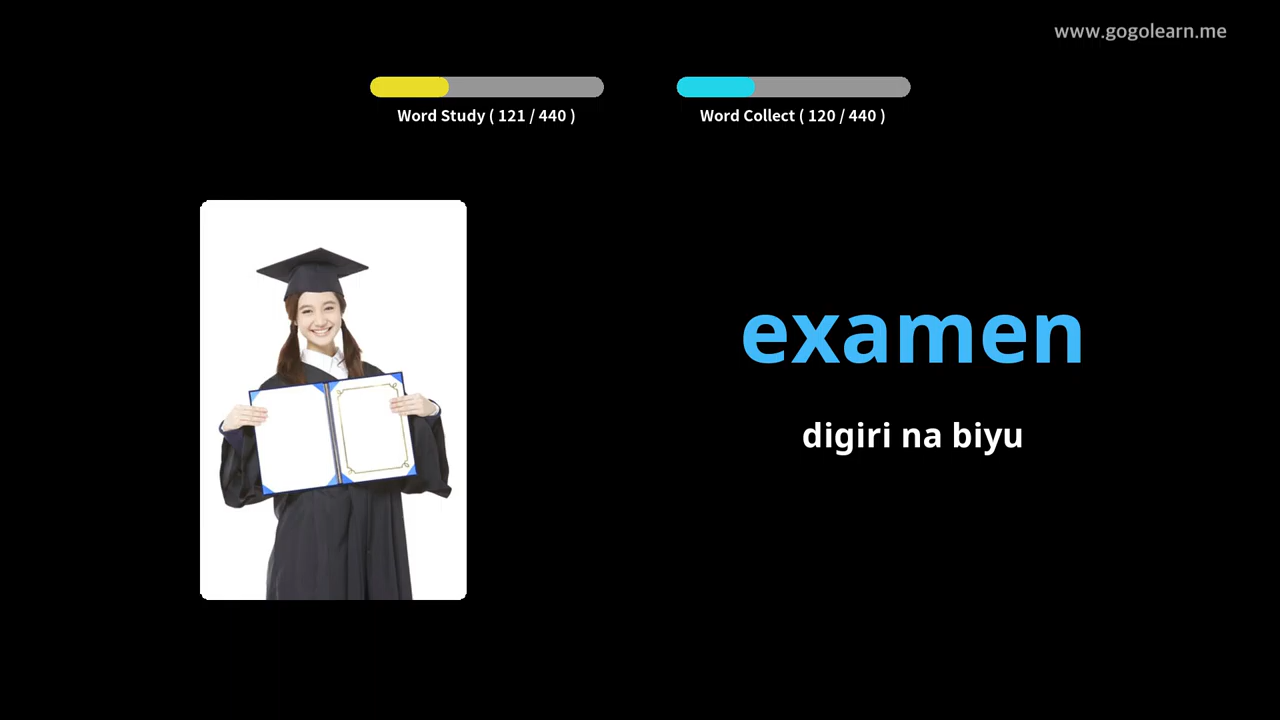 www.gogolearn.me
Word Study ( 121 / 440 )
Word Collect ( 120 / 440 )
examen
digiri na biyu